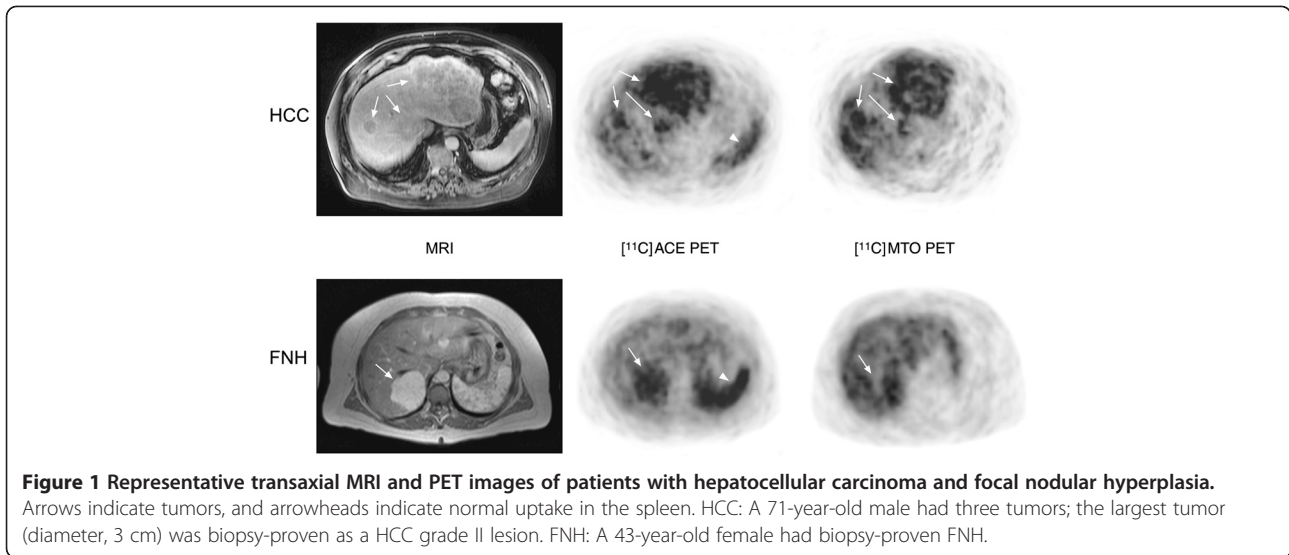 HCC
MRI
[¹¹C]ACE PET
[¹¹C]MTO PET
FNH
Figure 1 Representative transaxial MRI and PET images of patients with hepatocellular carcinoma and focal nodular hyperplasia.
Arrows indicate tumors, and arrowheads indicate normal uptake in the spleen. HCC: A 71-year-old male had three tumors; the largest tumor
(diameter, 3 cm) was biopsy-proven as a HCC grade II lesion. FNH: A 43-year-old female had biopsy-proven FNH.